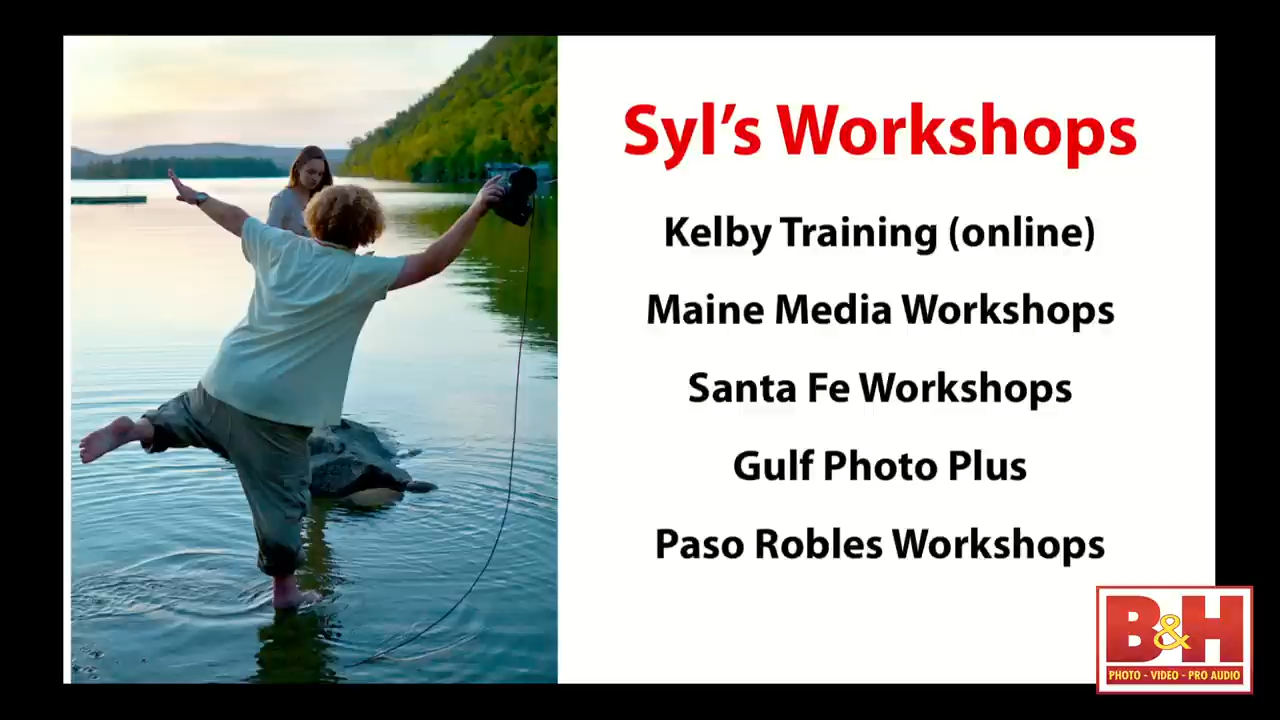 Syl's Workshops
Kelby Training (online)
Maine Media Workshops
Santa Fe Workshops
Gulf Photo Plus
Paso Robles Workshops
B&H
PHOTO - VIDEO - PRO AUDIO